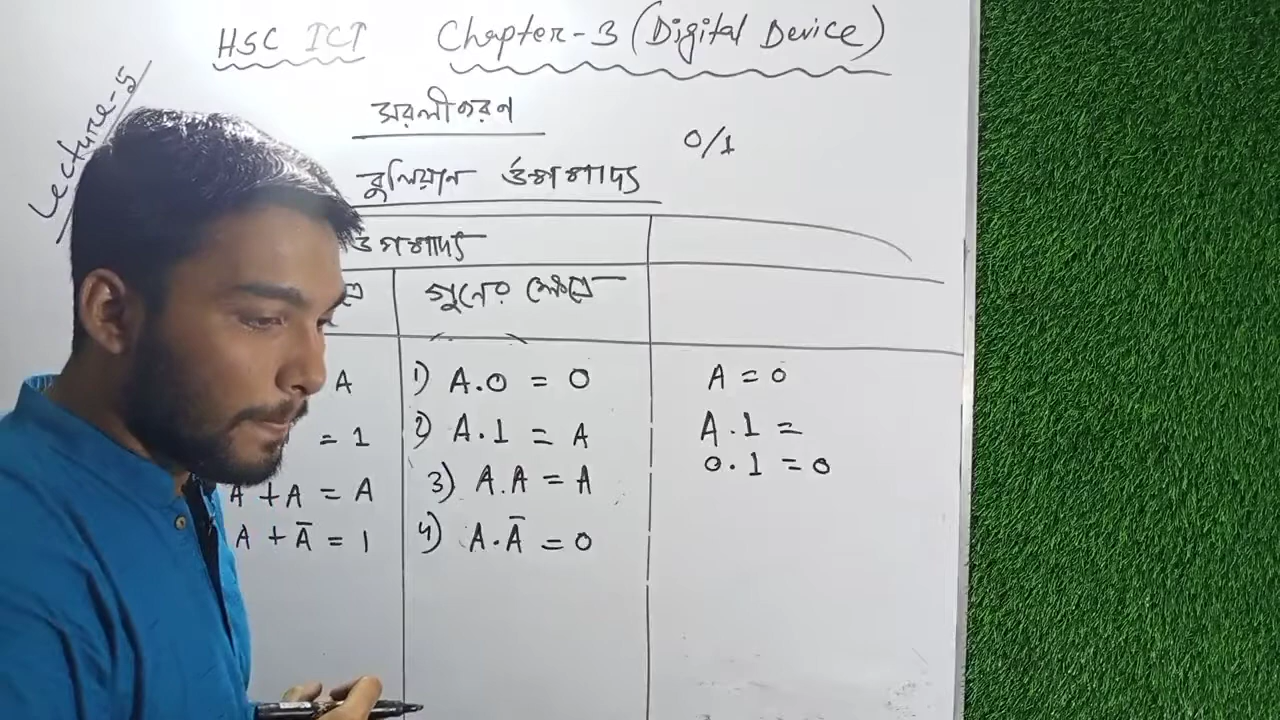 HSC ICT Chapter-3 (Digital Device)
Lecture-5
সরলীকরণ
0/1
বুলিয়ান উপপাদ্য
উপপাদ্য
গুনের ক্ষেত্রে
A 1) A.0 = 0 A = 0
= 1 2) A.1 = A A.1 =
0.1 = 0
A + A = A 3) A.A = A
A + Ā = 1 4) A.Ā = 0